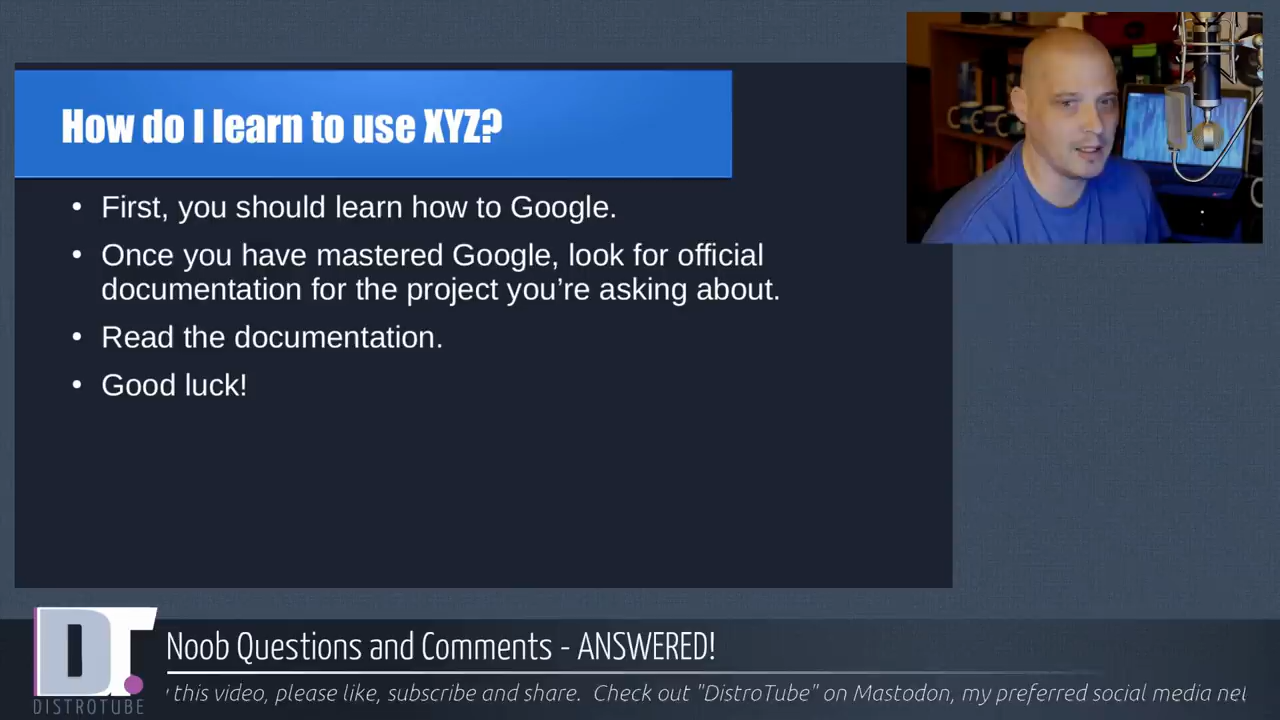 How do I learn to use XYZ?
• First, you should learn how to Google.
• Once you have mastered Google, look for official
documentation for the project you're asking about.
• Read the documentation.
• Good luck!
DT.
DISTROTUBE
Noob Questions and Comments - ANSWERED!
this video, please like, subscribe and share. Check out "DistroTube" on Mastodon, my preferred social media net